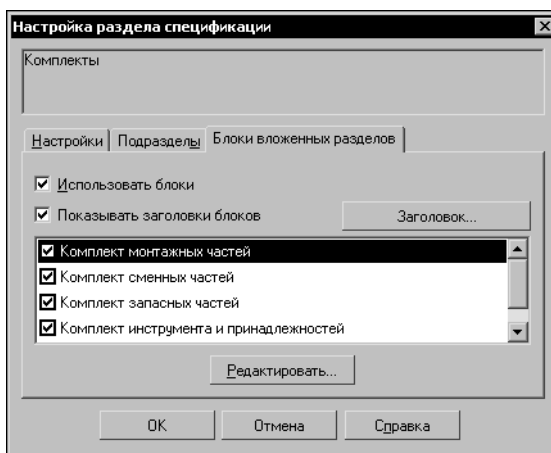 Настройка раздела спецификации
Комплекты
Настройки Подразделы Блоки вложенных разделов
Использовать блоки
Показывать заголовки блоков Заголовок...
Комплект монтажных частей
Комплект сменных частей
Комплект запасных частей
Комплект инструмента и принадлежностей
Редактировать...
OK Отмена Справка